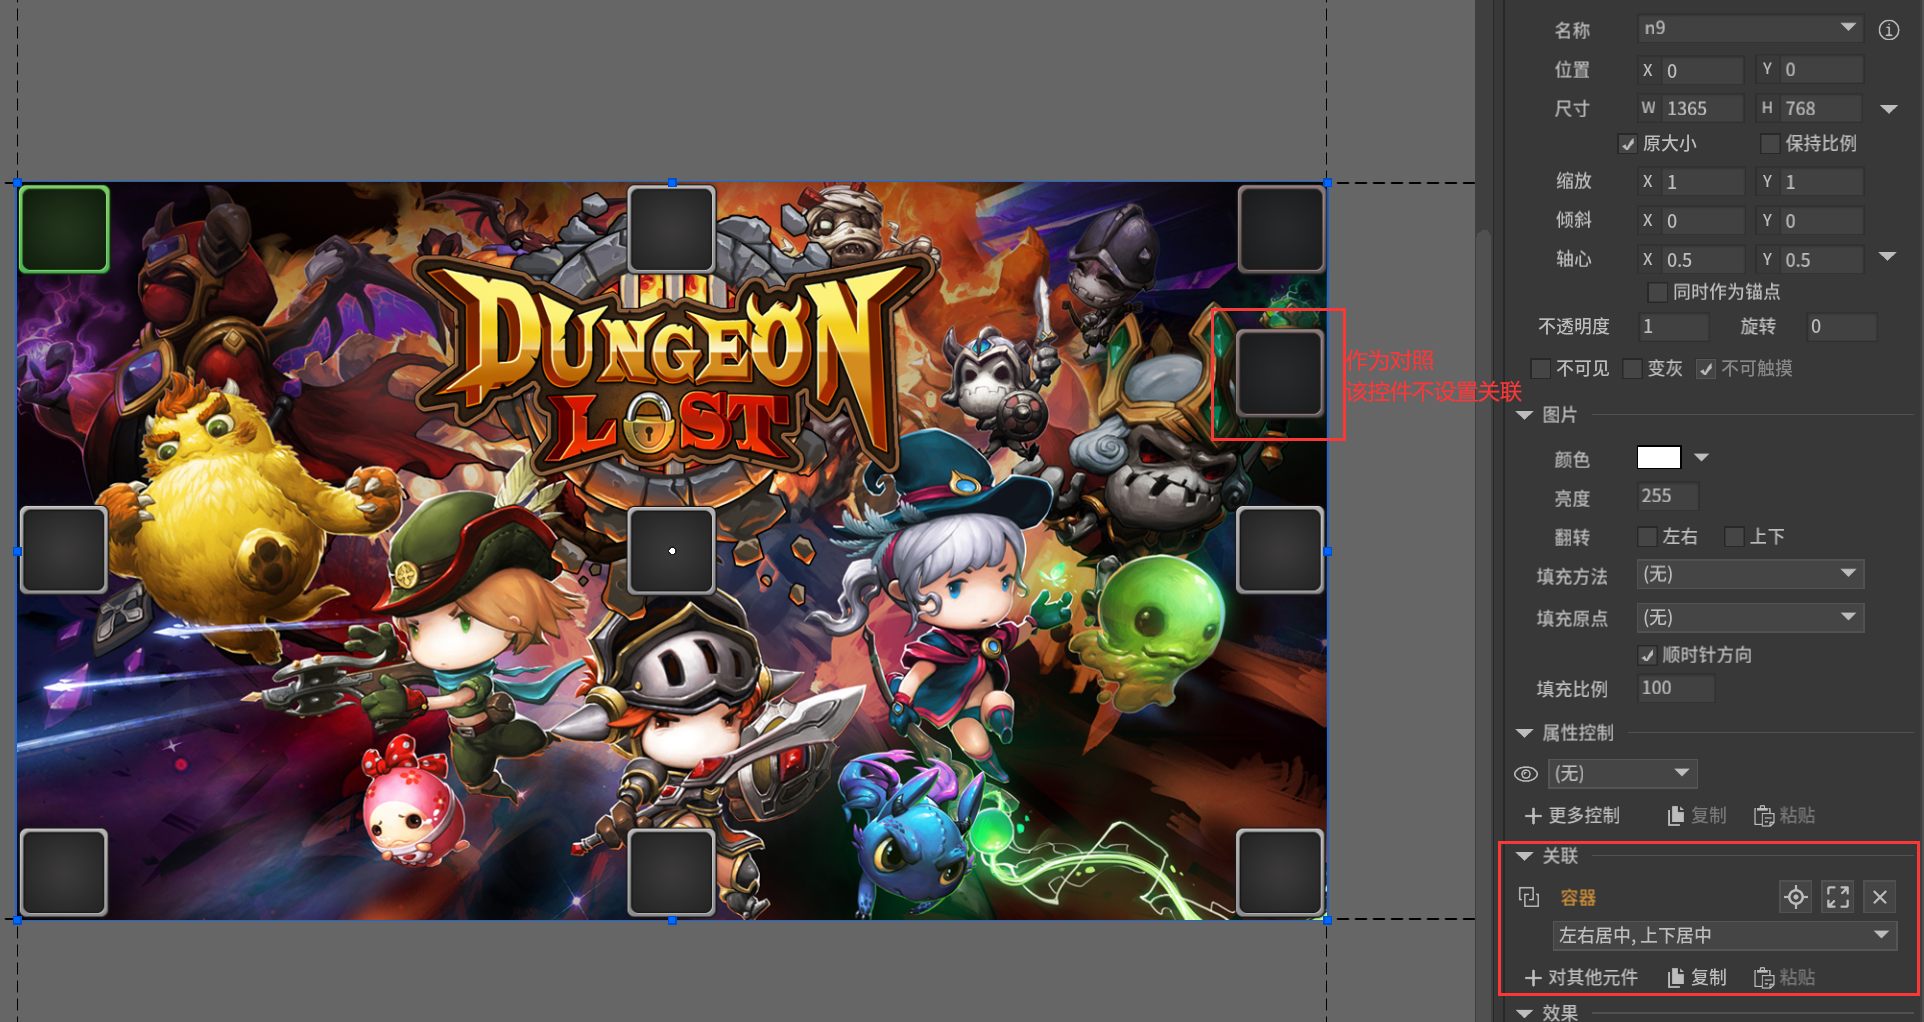 DUNGEON
LOST
作为对照
该控件不设置关联
名称 n9
位置 X 0 Y 0
尺寸 W 1365 H 768
原大小 保持比例
缩放 X 1 Y 1
倾斜 X 0 Y 0
轴心 X 0.5 Y 0.5
同时作为锚点
不透明度 1 旋转 0
不可见 变灰 不可触摸
图片
颜色
亮度 255
翻转 左右 上下
填充方法 (无)
填充原点 (无)
顺时针方向
填充比例 100
属性控制
(无)
更多控制 复制 粘贴
关联
容器
左右居中, 上下居中
对其他元件 复制 粘贴
效果